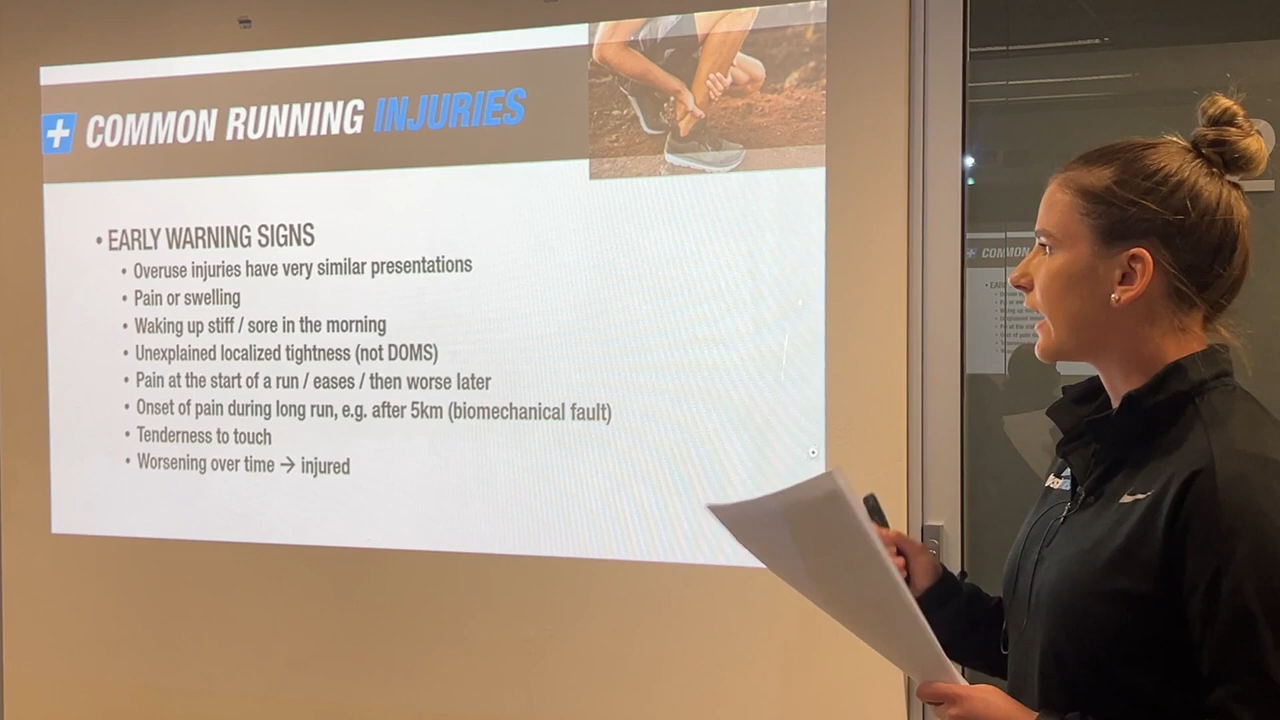 COMMON RUNNING INJURIES
• EARLY WARNING SIGNS
• Overuse injuries have very similar presentations
• Pain or swelling
• Waking up stiff / sore in the morning
• Unexplained localized tightness (not DOMS)
• Pain at the start of a run / eases / then worse later
• Onset of pain during long run, e.g. after 5km (biomechanical fault)
• Tenderness to touch
• Worsening over time → injured
COMMON